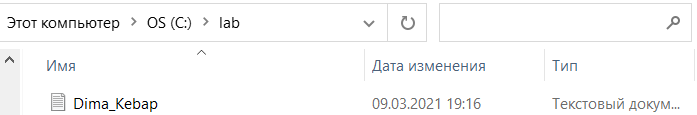 Этот компьютер > OS (C:) > lab
Имя Дата изменения Тип
Dima_Kebap 09.03.2021 19:16 Текстовый докум...